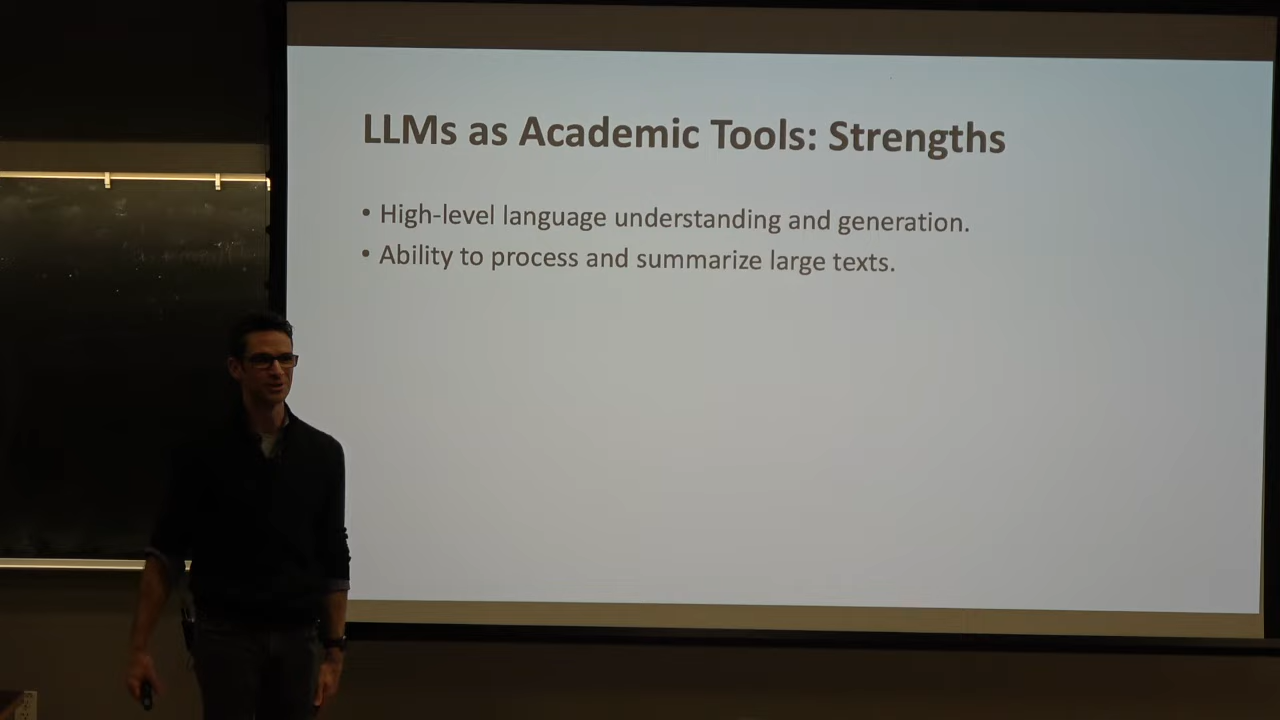 LLMs as Academic Tools: Strengths
• High-level language understanding and generation.
• Ability to process and summarize large texts.